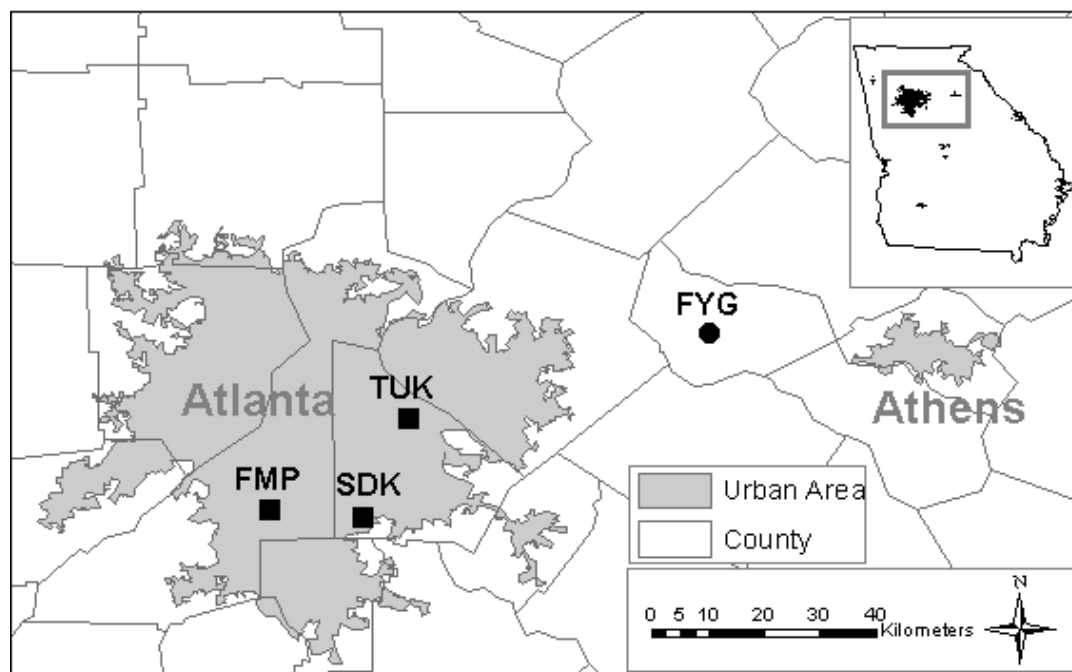 FYG
TUK
Atlanta
Athens
FMP
SDK
Urban Area
County
N
0 5 10 20 30 40
Kilometers